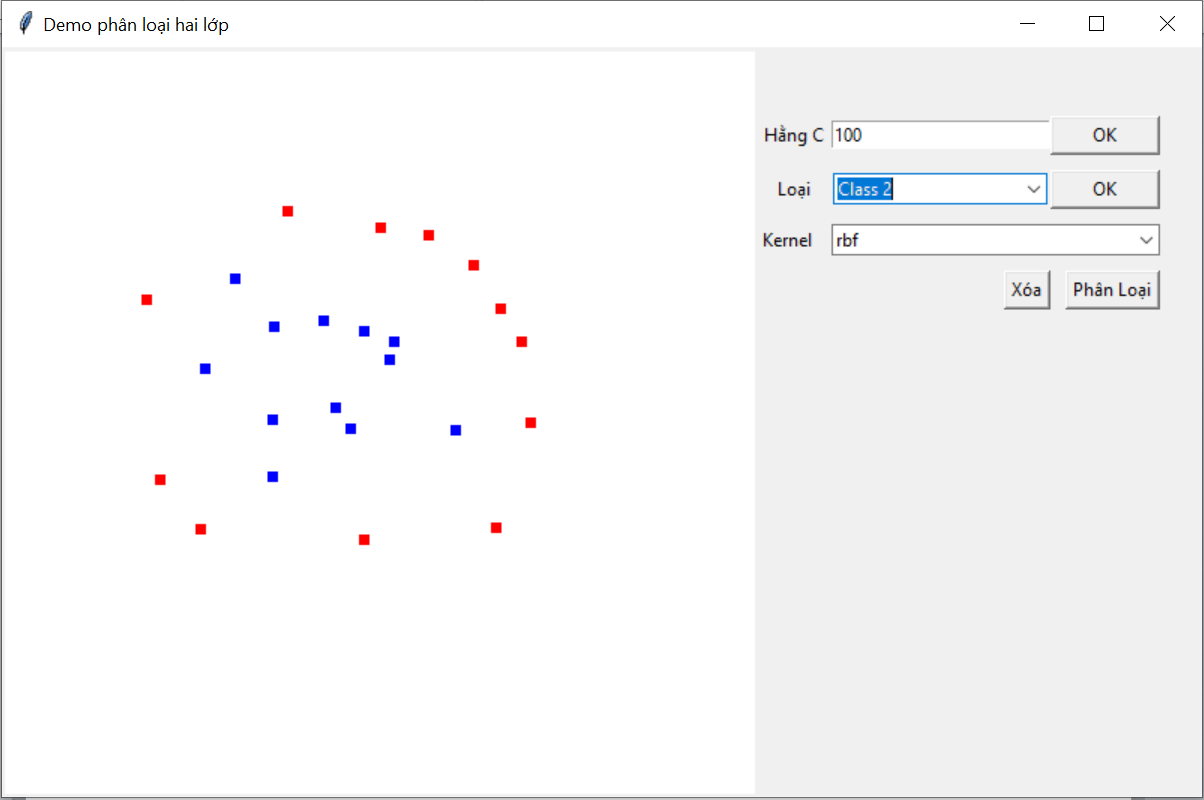 Demo phân loại hai lớp
Hằng C 100 OK
Loại Class 2 OK
Kernel rbf
Xóa Phân Loại